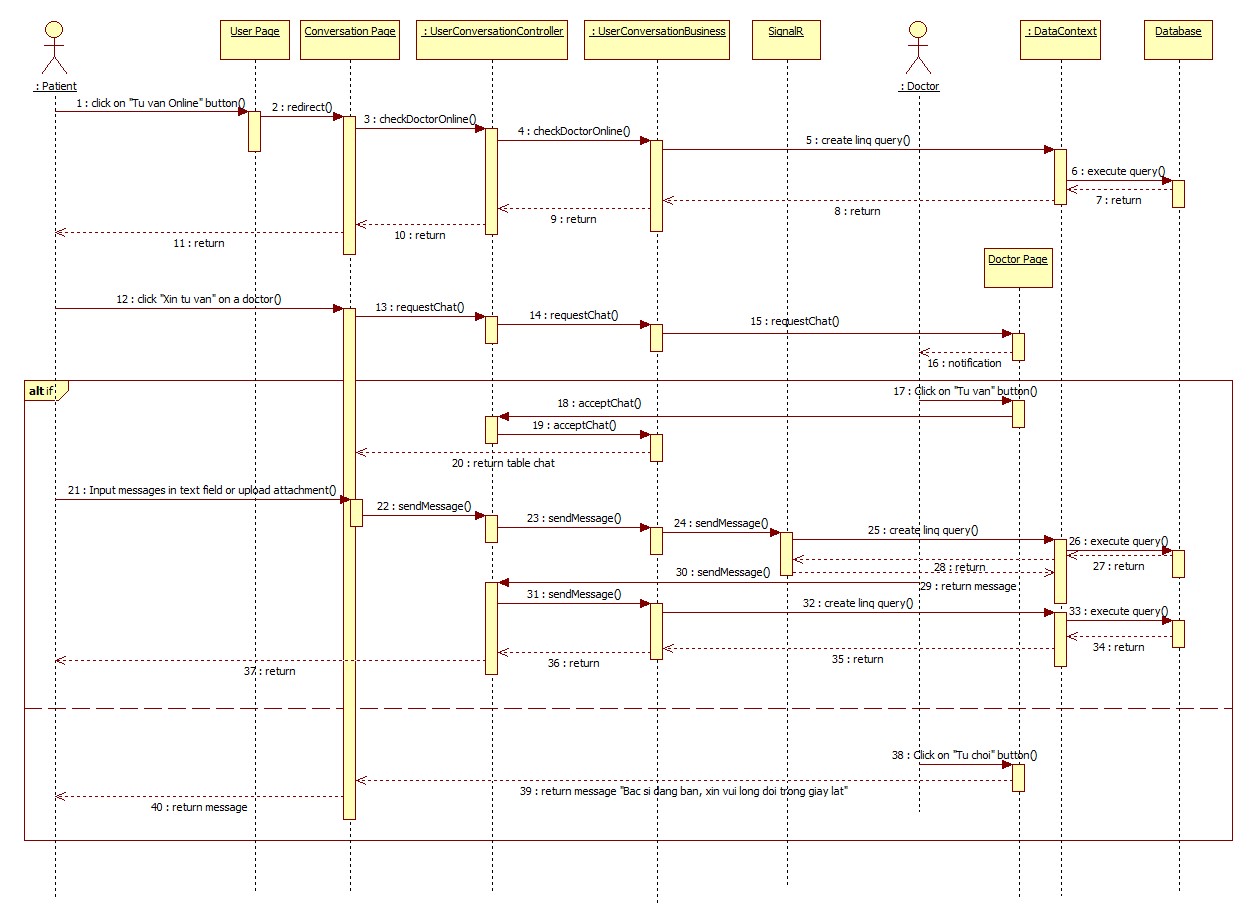 User Page
Conversation Page
: UserConversationController
: UserConversationBusiness
SignalR
: DataContext
Database
: Patient
: Doctor
1 : click on "Tu van Online" button()
2 : redirect()
3 : checkDoctorOnline()
4 : checkDoctorOnline()
5 : create linq query()
6 : execute query()
7 : return
8 : return
9 : return
10 : return
11 : return
Doctor Page
12 : click "Xin tu van" on a doctor()
13 : requestChat()
14 : requestChat()
15 : requestChat()
16 : notification
alt if
17 : Click on "Tu van" button()
18 : acceptChat()
19 : acceptChat()
20 : return table chat
21 : Input messages in text field or upload attachment()
22 : sendMessage()
23 : sendMessage()
24 : sendMessage()
25 : create linq query()
26 : execute query()
27 : return
28 : return
29 : return message
30 : sendMessage()
31 : sendMessage()
32 : create linq query()
33 : execute query()
34 : return
35 : return
36 : return
37 : return
38 : Click on "Tu choi" button()
39 : return message "Bac si dang ban, xin vui long doi trong giay lat"
40 : return message